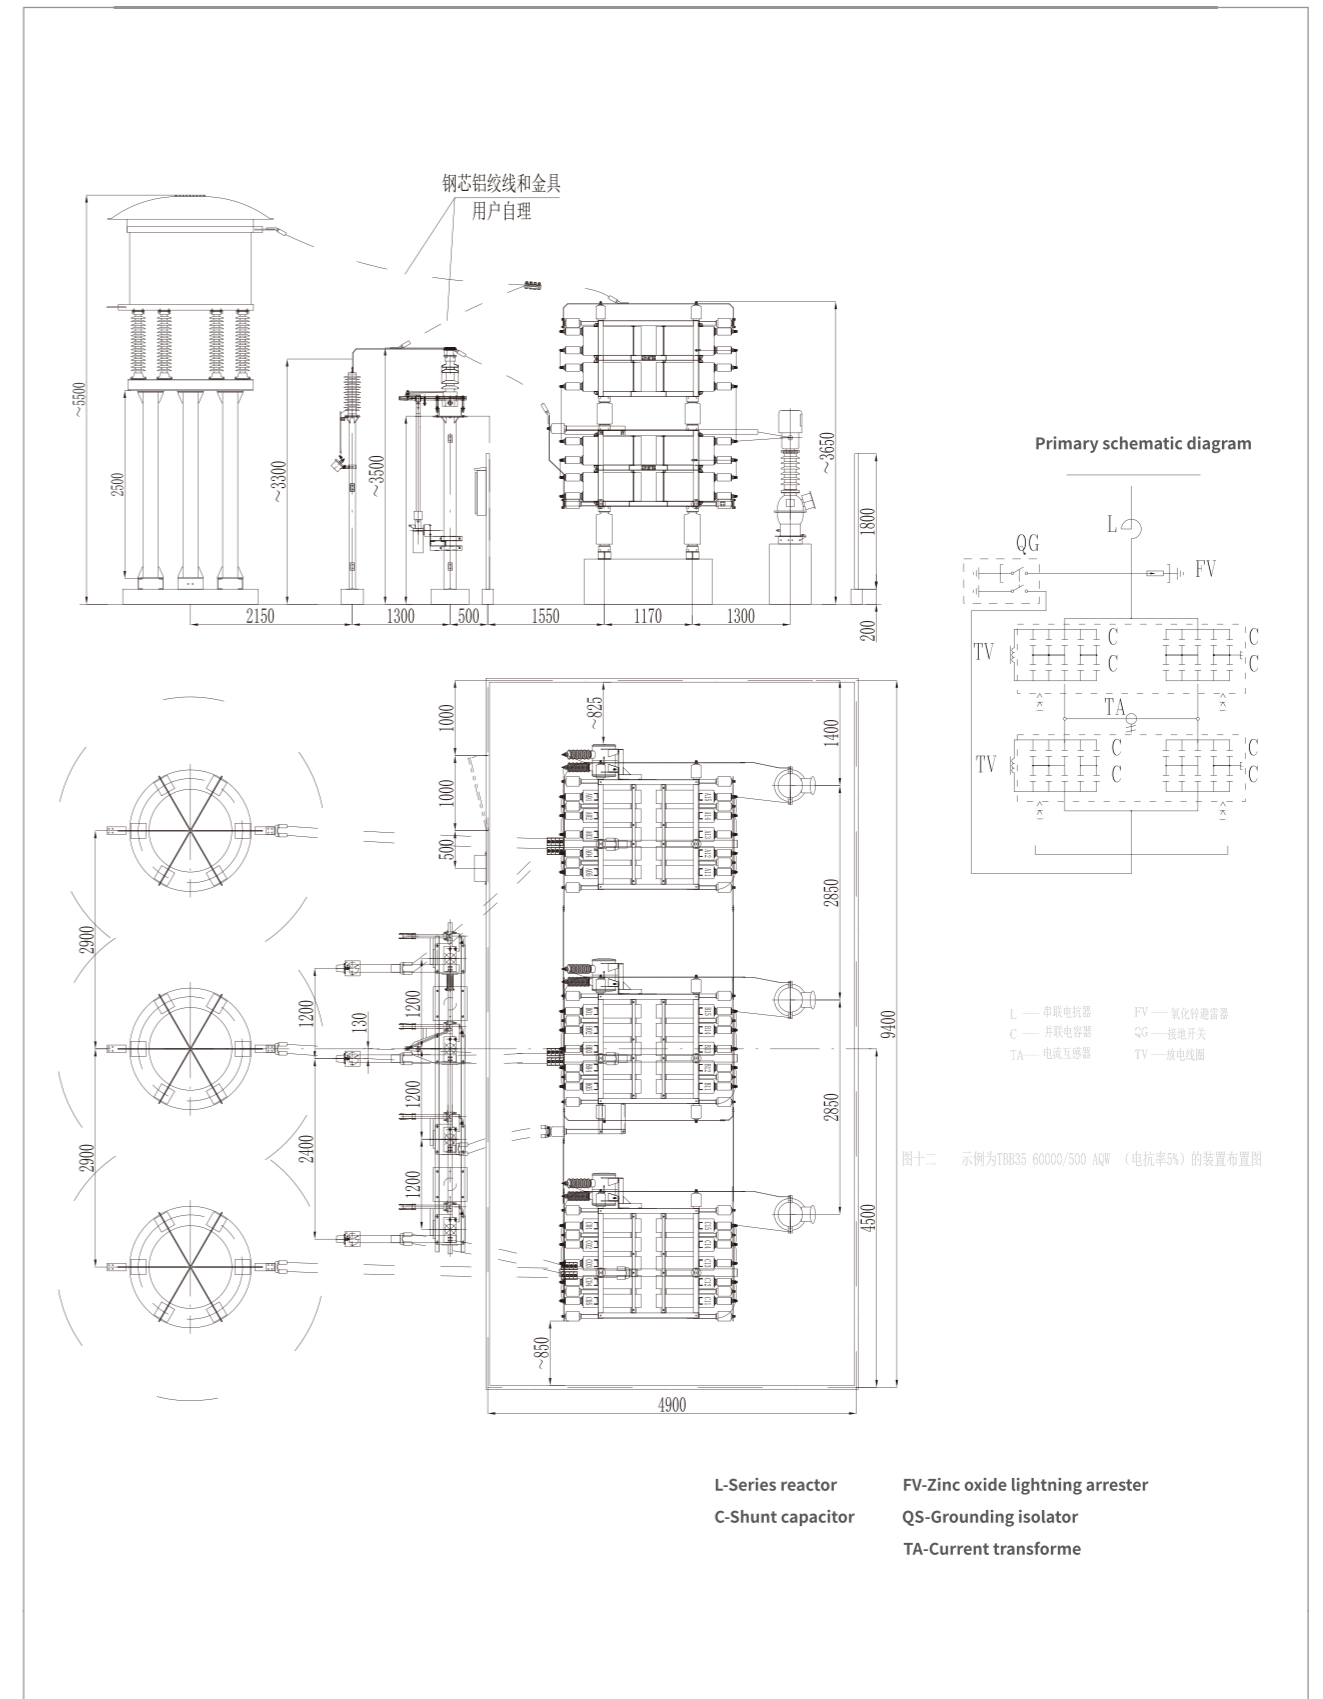 钢芯铝绞线和金具
用户自理
~5500
2500
~3300
~3500
~3650
1800
200
2150
1300
500
1550
1170
1300
Primary schematic diagram
L
QG
FV
TV
C
C
C
C
TA
TV
C
C
C
C
1000
1000
500
~825
1400
2850
2850
9400
4500
2900
2900
1200
130
2400
1200
1200
1200
~850
4900
L — 串联电抗器
FV — 氧化锌避雷器
C — 并联电容器
QG — 接地开关
TA — 电流互感器
TV — 放电线圈
图十二 示例为TBB35 60000/500 AQW （电抗率5%）的装置布置图
L-Series reactor
FV-Zinc oxide lightning arrester
C-Shunt capacitor
QS-Grounding isolator
TA-Current transforme